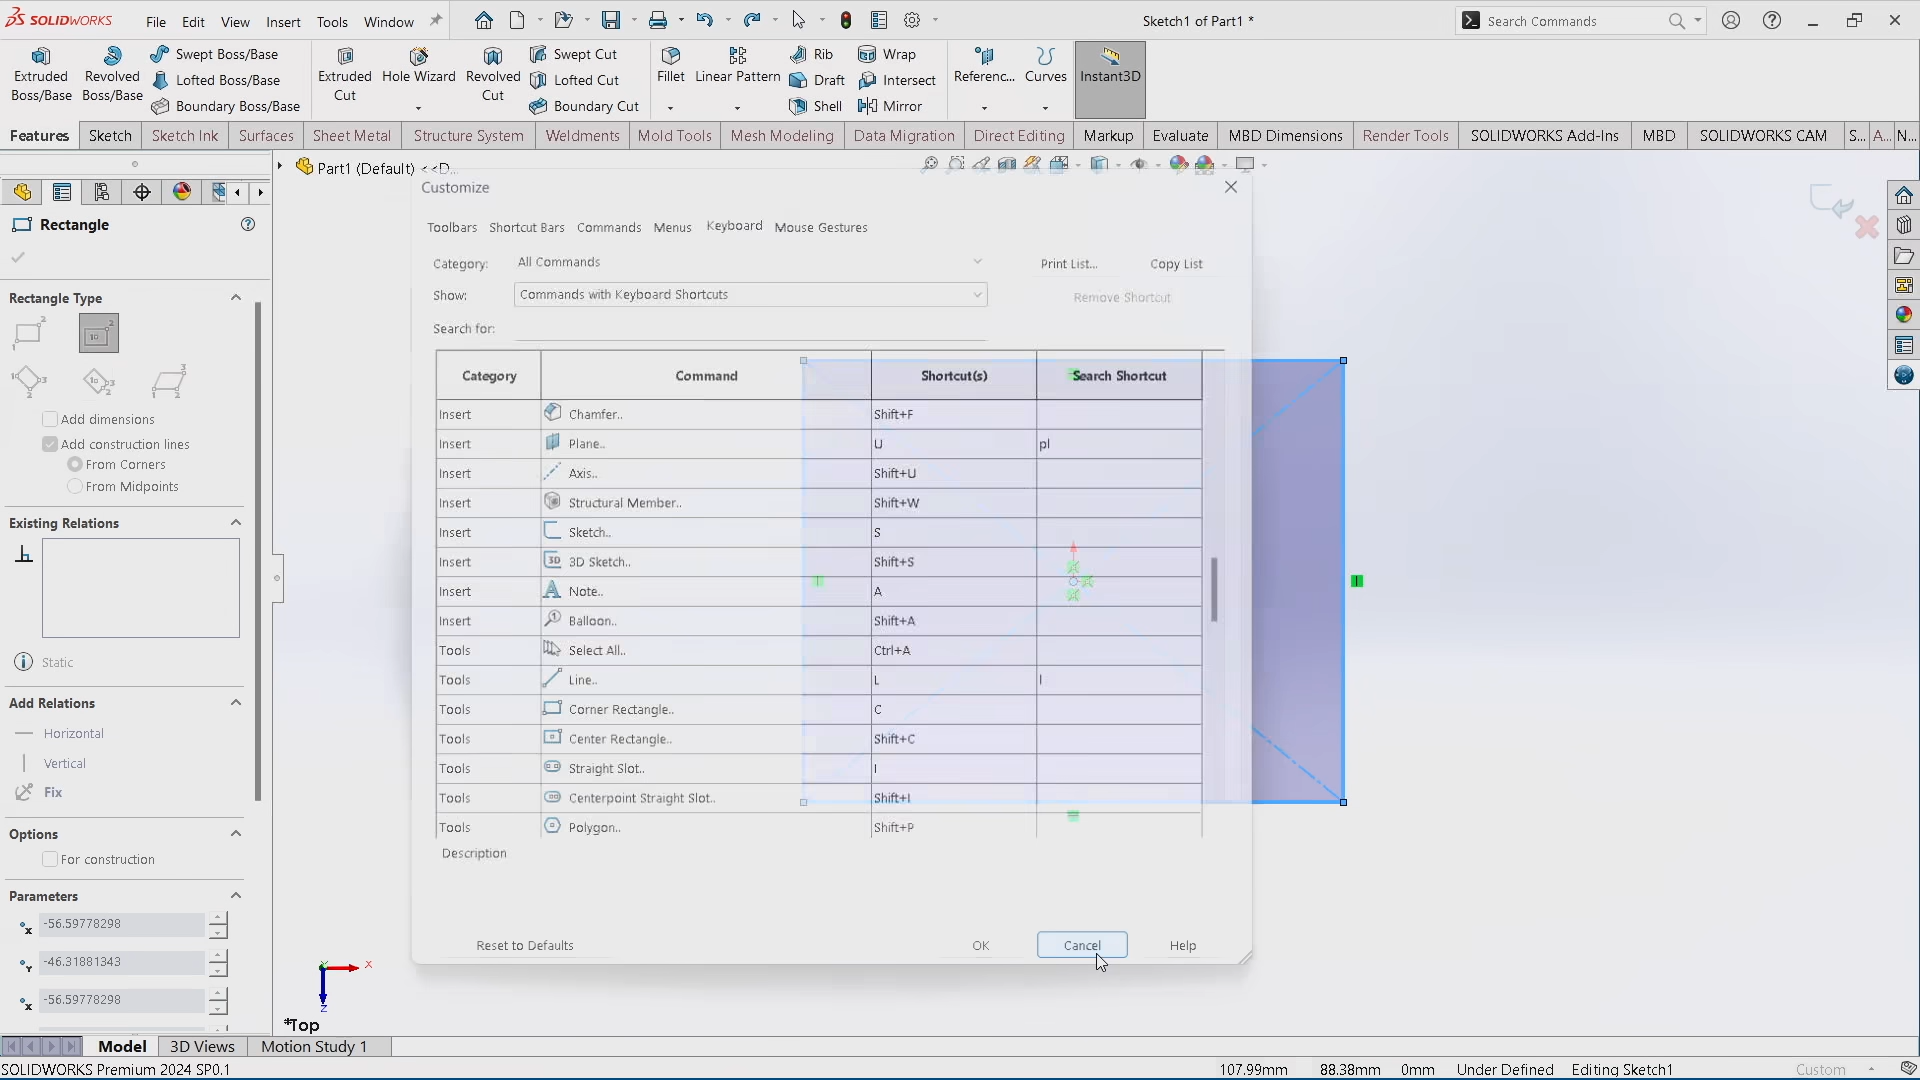 SOLIDWORKS File Edit View Insert Tools Window Sketch1 of Part1 * Search Commands
Extruded Boss/Base
Revolved Boss/Base
Swept Boss/Base
Lofted Boss/Base
Boundary Boss/Base
Extruded Cut
Hole Wizard
Revolved Cut
Swept Cut
Lofted Cut
Boundary Cut
Fillet
Linear Pattern
Rib
Draft
Shell
Wrap
Intersect
Mirror
Referenc...
Curves
Instant3D
Features Sketch Sketch Ink Surfaces Sheet Metal Structure System Weldments Mold Tools Mesh Modeling Data Migration Direct Editing Markup Evaluate MBD Dimensions Render Tools SOLIDWORKS Add-Ins MBD SOLIDWORKS CAM S... A... N...
Part1 (Default) <<D...
Rectangle
Rectangle Type
Add dimensions
Add construction lines
From Corners
From Midpoints
Existing Relations
Static
Add Relations
Horizontal
Vertical
Fix
Options
For construction
Parameters
-56.59778298
-46.31881343
-56.59778298
Customize
Toolbars Shortcut Bars Commands Menus Keyboard Mouse Gestures
Category: All Commands Print List... Copy List
Show: Commands with Keyboard Shortcuts Remove Shortcut
Search for:
Category Command Shortcut(s) Search Shortcut
Insert Chamfer.. Shift+F
Insert Plane.. U pl
Insert Axis.. Shift+U
Insert Structural Member.. Shift+W
Insert Sketch.. S
Insert 3D 3D Sketch.. Shift+S
Insert Note.. A
Insert Balloon.. Shift+A
Tools Select All.. Ctrl+A
Tools Line.. L l
Tools Corner Rectangle.. C
Tools Center Rectangle.. Shift+C
Tools Straight Slot.. I
Tools Centerpoint Straight Slot.. Shift+I
Tools Polygon.. Shift+P
Description
Reset to Defaults OK Cancel Help
X
Z
*Top
Model 3D Views Motion Study 1
SOLIDWORKS Premium 2024 SP0.1 107.99mm 88.38mm 0mm Under Defined Editing Sketch1 Custom